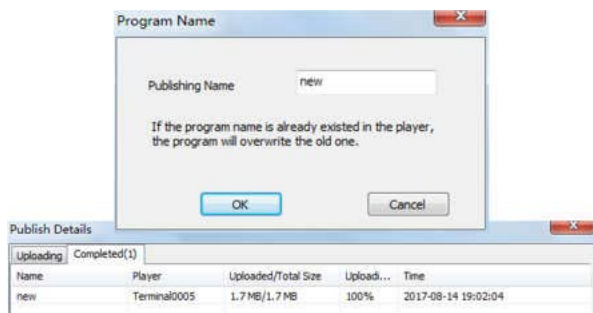 Program Name
Publishing Name new
If the program name is already existed in the player,
the program will overwrite the old one.
OK Cancel
Publish Details
Uploading Completed(1)
Name Player Uploaded/Total Size Uploadi... Time
new Terminal0005 1.7 MB/1.7 MB 100% 2017-08-14 19:02:04